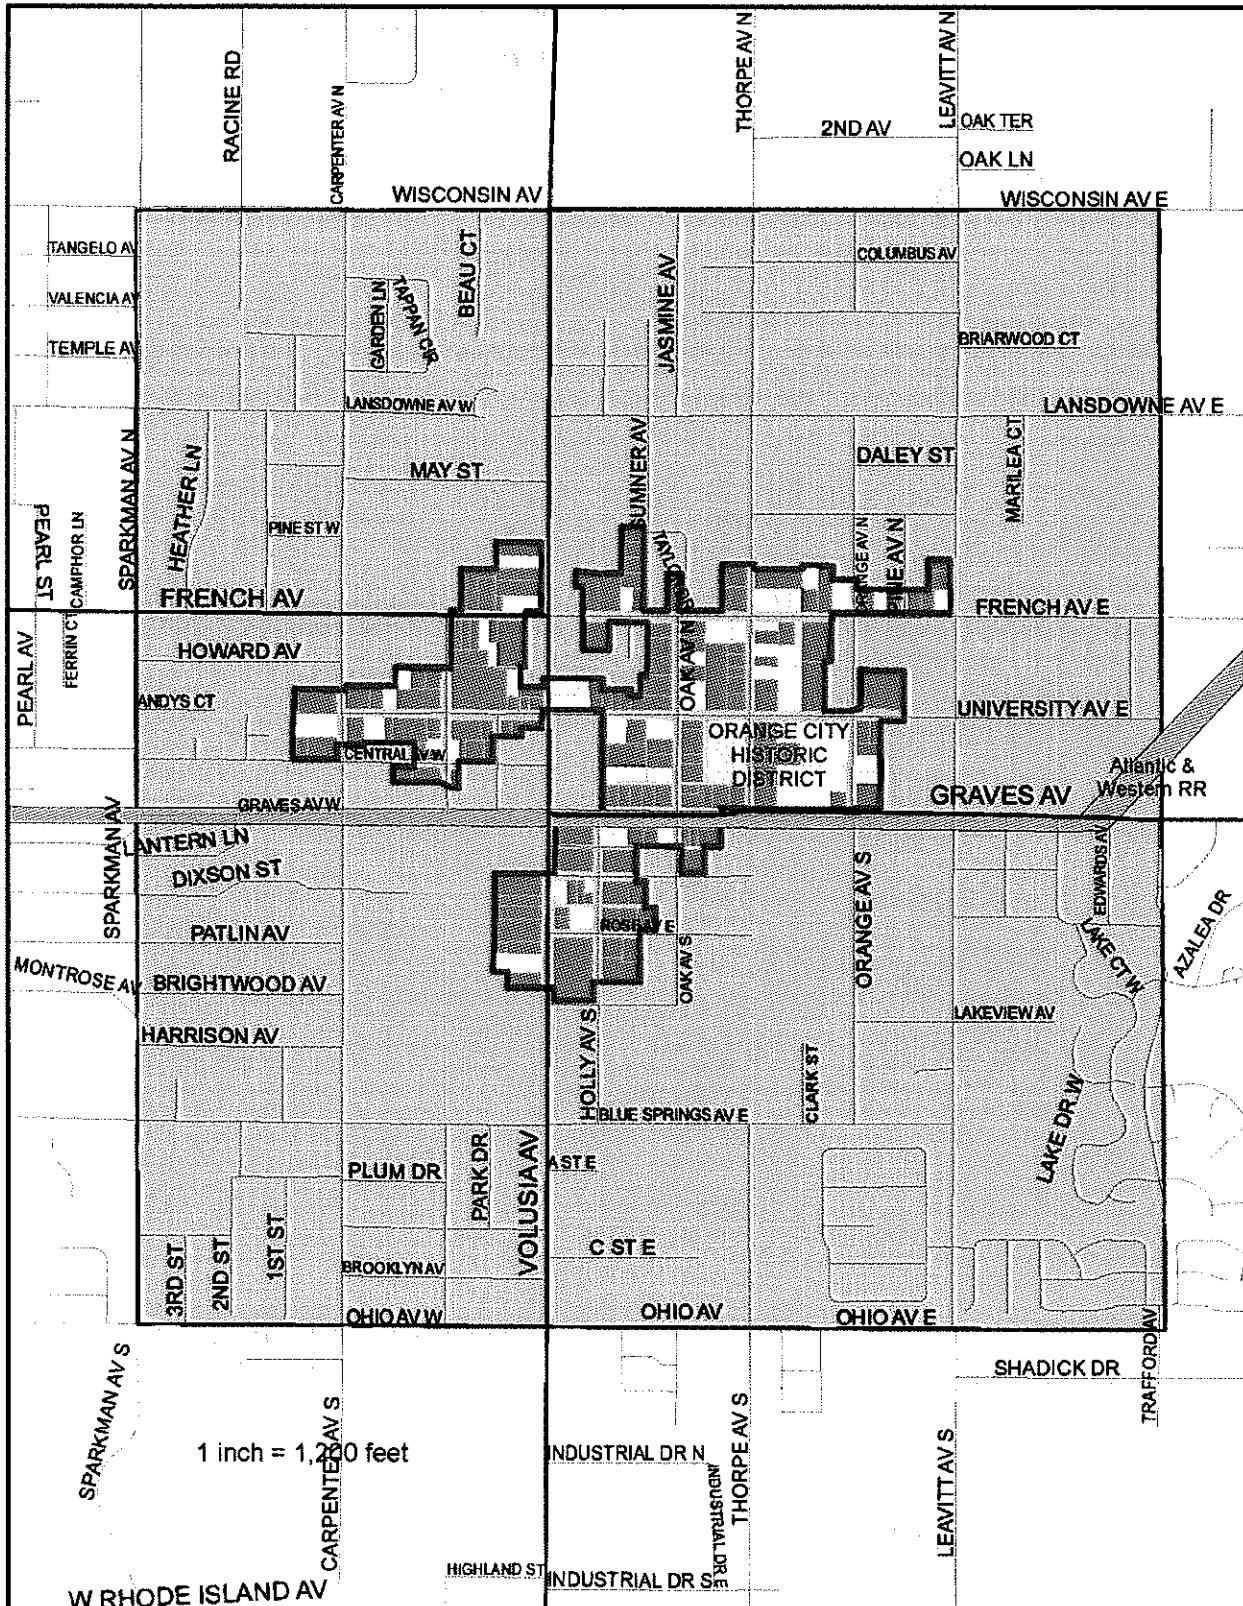 RACINE RD
CARPENTER AV N
THORPE AV N
LEAVITT AV N
2ND AV
OAK TER
OAK LN
WISCONSIN AV
WISCONSIN AV E
TANGELO AV
VALENCIA AV
TEMPLE AV
GARDEN LN
TAPPAN CIR
BEAU CT
JASMINE AV
COLUMBUS AV
BRIARWOOD CT
LANSDOWNE AV W
LANSDOWNE AV E
SPARKMAN AV N
HEATHER LN
MAY ST
SUMNER AV
DALEY ST
MARILEA CT
PEARL ST
CAMPHOR LN
PINE ST W
ORANGE AV N
PINE AV N
FRENCH AV
FRENCH AV E
PEARL AV
FERRIN CT
HOWARD AV
OAK AV N
ANDYS CT
UNIVERSITY AV E
ORANGE CITY
HISTORIC
DISTRICT
CENTRAL AV W
Atlantic &
Western RR
GRAVES AV W
GRAVES AV
SPARKMAN AV
LANTERN LN
DIXSON ST
ORANGE AV S
EDWARDS AV
AZALEA DR
PATLIN AV
ROSE AV E
LAKE CT W
MONTROSE AV
BRIGHTWOOD AV
OAK AV S
HARRISON AV
HOLLY AV S
LAKEVIEW AV
CLARK ST
BLUE SPRINGS AV E
LAKE DR W
PLUM DR
PARK DR
VOLUSIA AV
A ST E
3RD ST
2ND ST
1ST ST
BROOKLYN AV
C ST E
OHIO AV W
OHIO AV
OHIO AV E
SHADICK DR
TRAFFORD AV
SPARKMAN AV S
CARPENTER AV S
1 inch = 1,200 feet
INDUSTRIAL DR N
INDUSTRIAL DR E
THORPE AV S
LEAVITT AV S
HIGHLAND ST
INDUSTRIAL DR S
W RHODE ISLAND AV